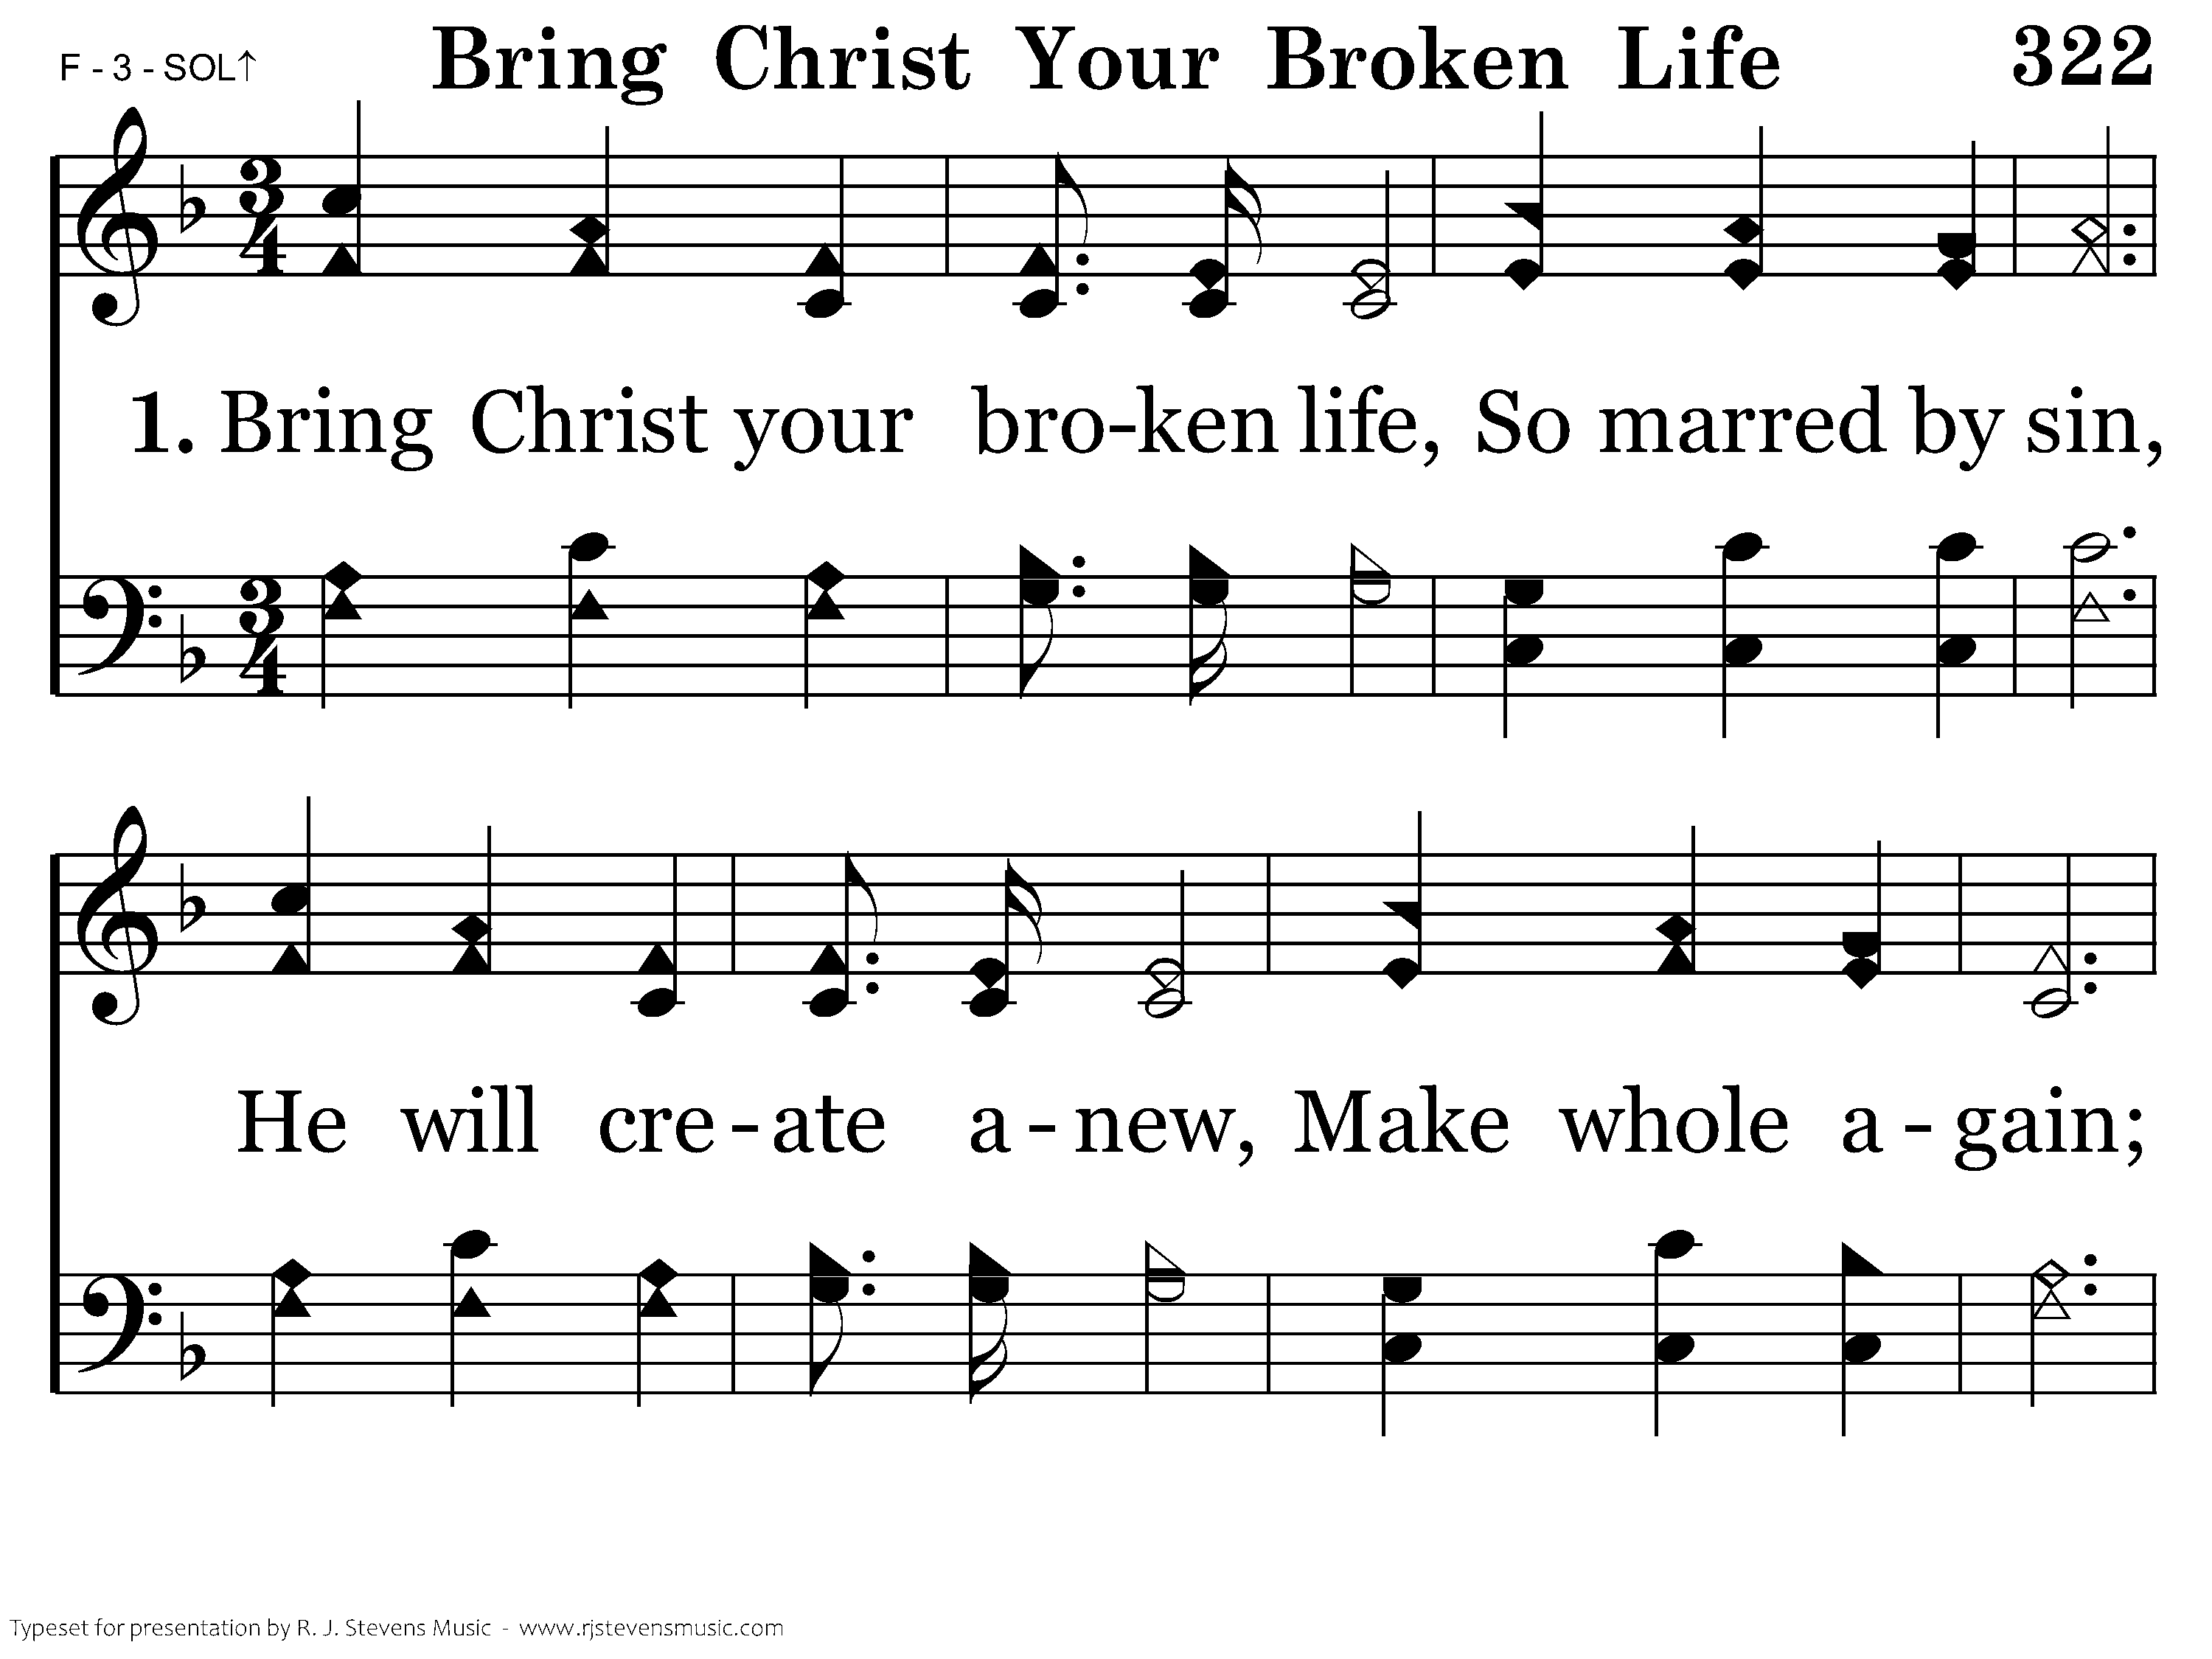 F - 3 - SOL↑ Bring Christ Your Broken Life 322
1. Bring Christ your bro-ken life, So marred by sin,
He will cre-ate a-new, Make whole a-gain;
Typeset for presentation by R. J. Stevens Music - www.rjstevensmusic.com